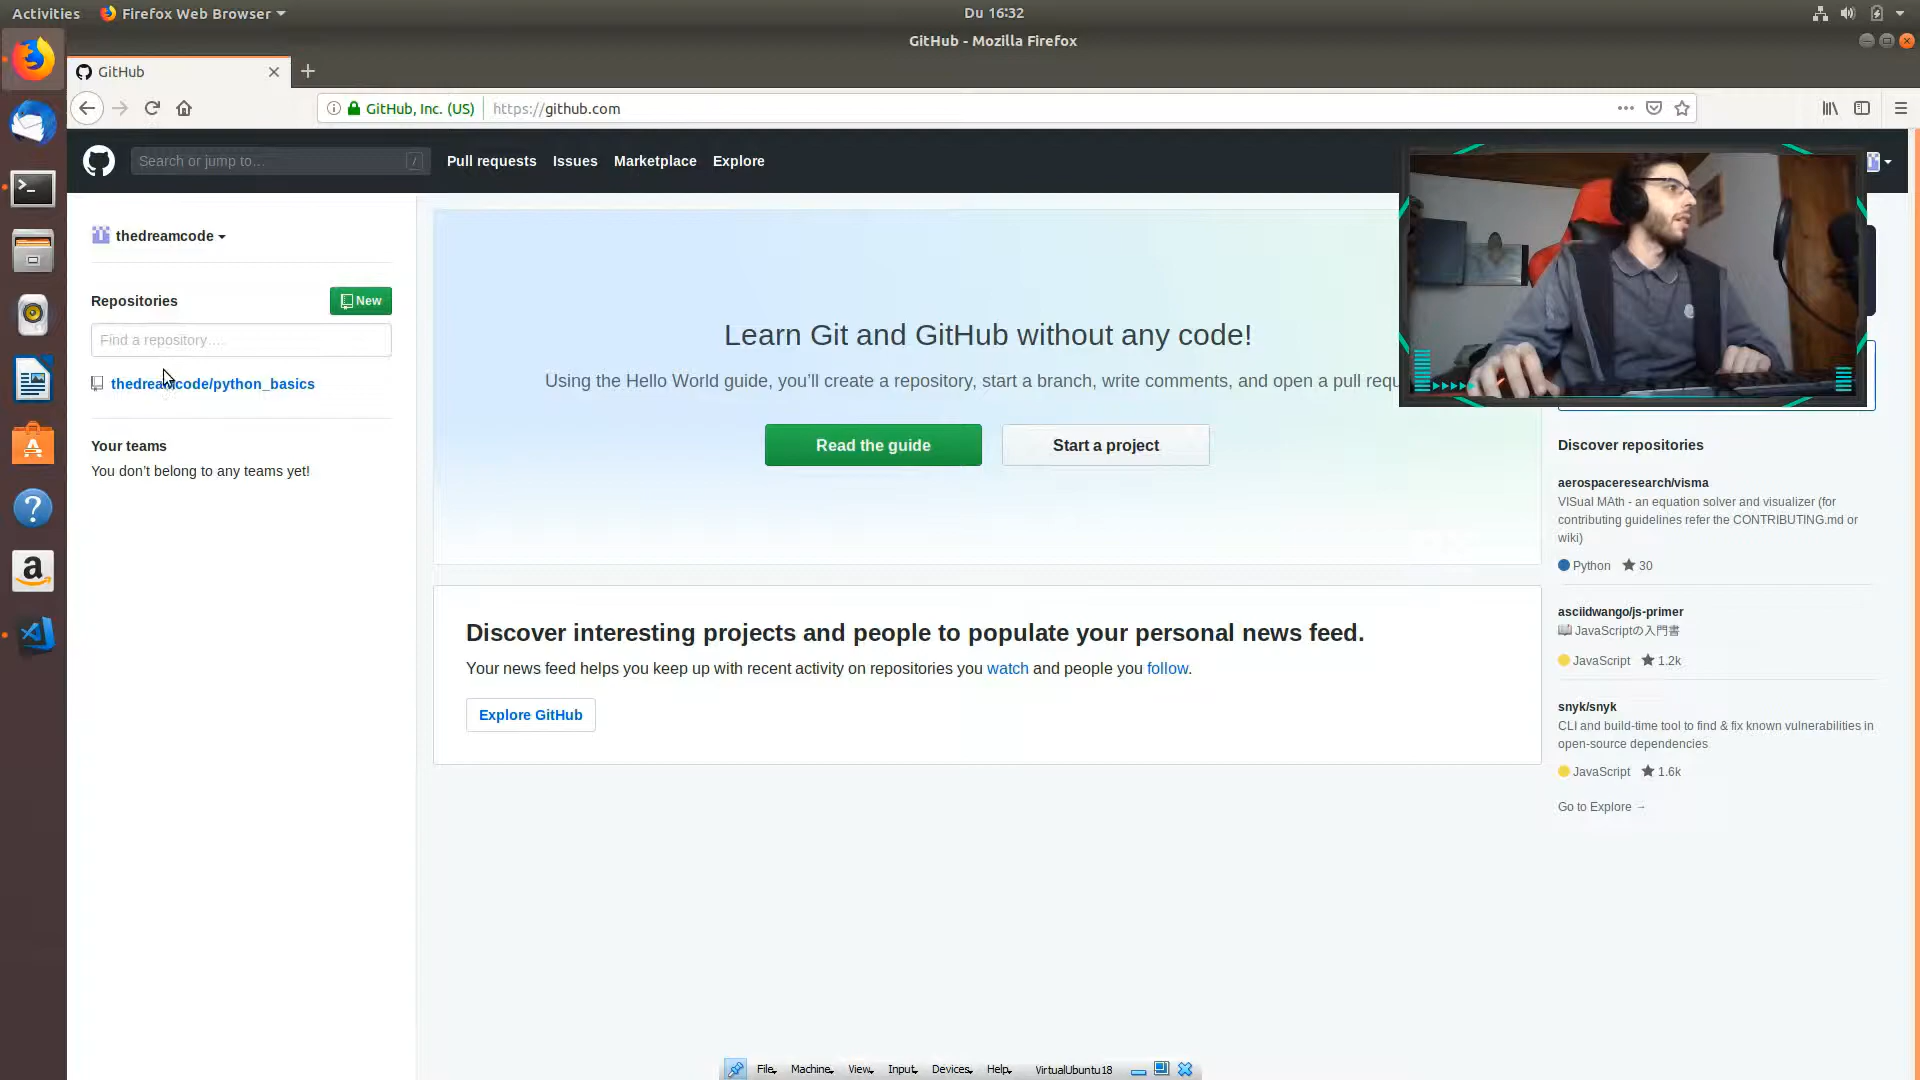 Activities
Firefox Web Browser
Du 16:32
GitHub - Mozilla Firefox
GitHub
GitHub, Inc. (US)
https://github.com
Search or jump to…
/
Pull requests
Issues
Marketplace
Explore
thedreamcode
Repositories
New
Find a repository…
thedreamcode/python_basics
Your teams
You don’t belong to any teams yet!
Learn Git and GitHub without any code!
Using the Hello World guide, you’ll create a repository, start a branch, write comments, and open a pull requ
Read the guide
Start a project
Discover interesting projects and people to populate your personal news feed.
Your news feed helps you keep up with recent activity on repositories you watch and people you follow.
Explore GitHub
Discover repositories
aerospaceresearch/visma
VISual MAth - an equation solver and visualizer (for
contributing guidelines refer the CONTRIBUTING.md or
wiki)
Python ★ 30
asciidwango/js-primer
📖 JavaScriptの入門書
JavaScript ★ 1.2k
snyk/snyk
CLI and build-time tool to find & fix known vulnerabilities in
open-source dependencies
JavaScript ★ 1.6k
Go to Explore →
File
Machine
View
Input
Devices
Help
VirtualUbuntu18